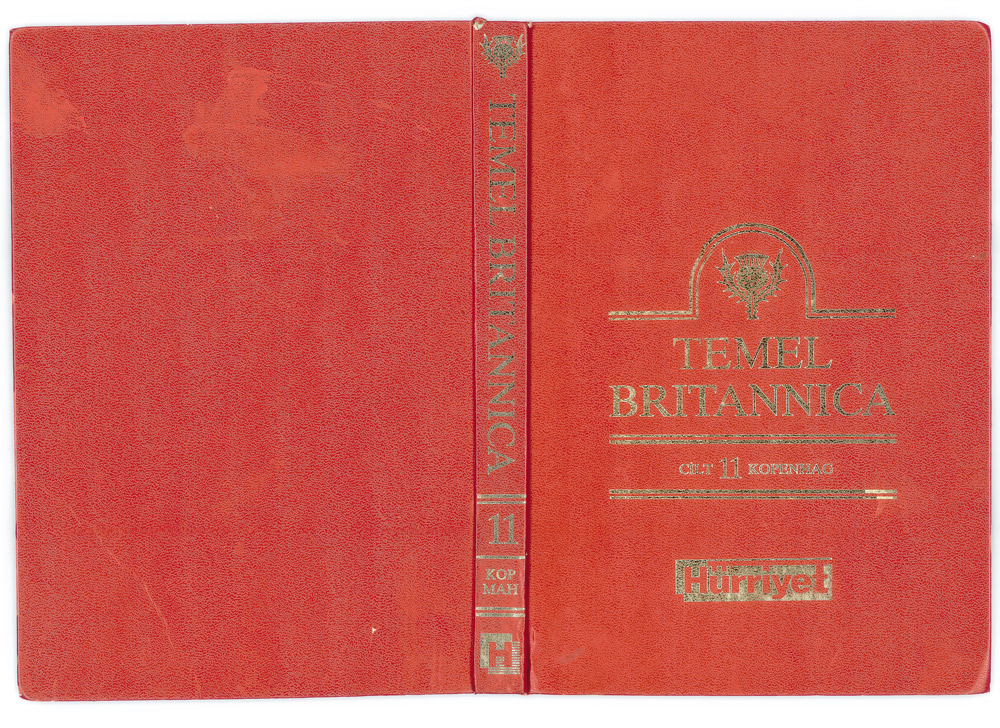 TEMEL BRITANNICA
11
KOP
MAH
H
TEMEL
BRITANNICA
CİLT 11 KOPENHAG
Hürriyet